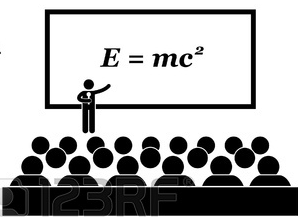 E = mc²
123RF